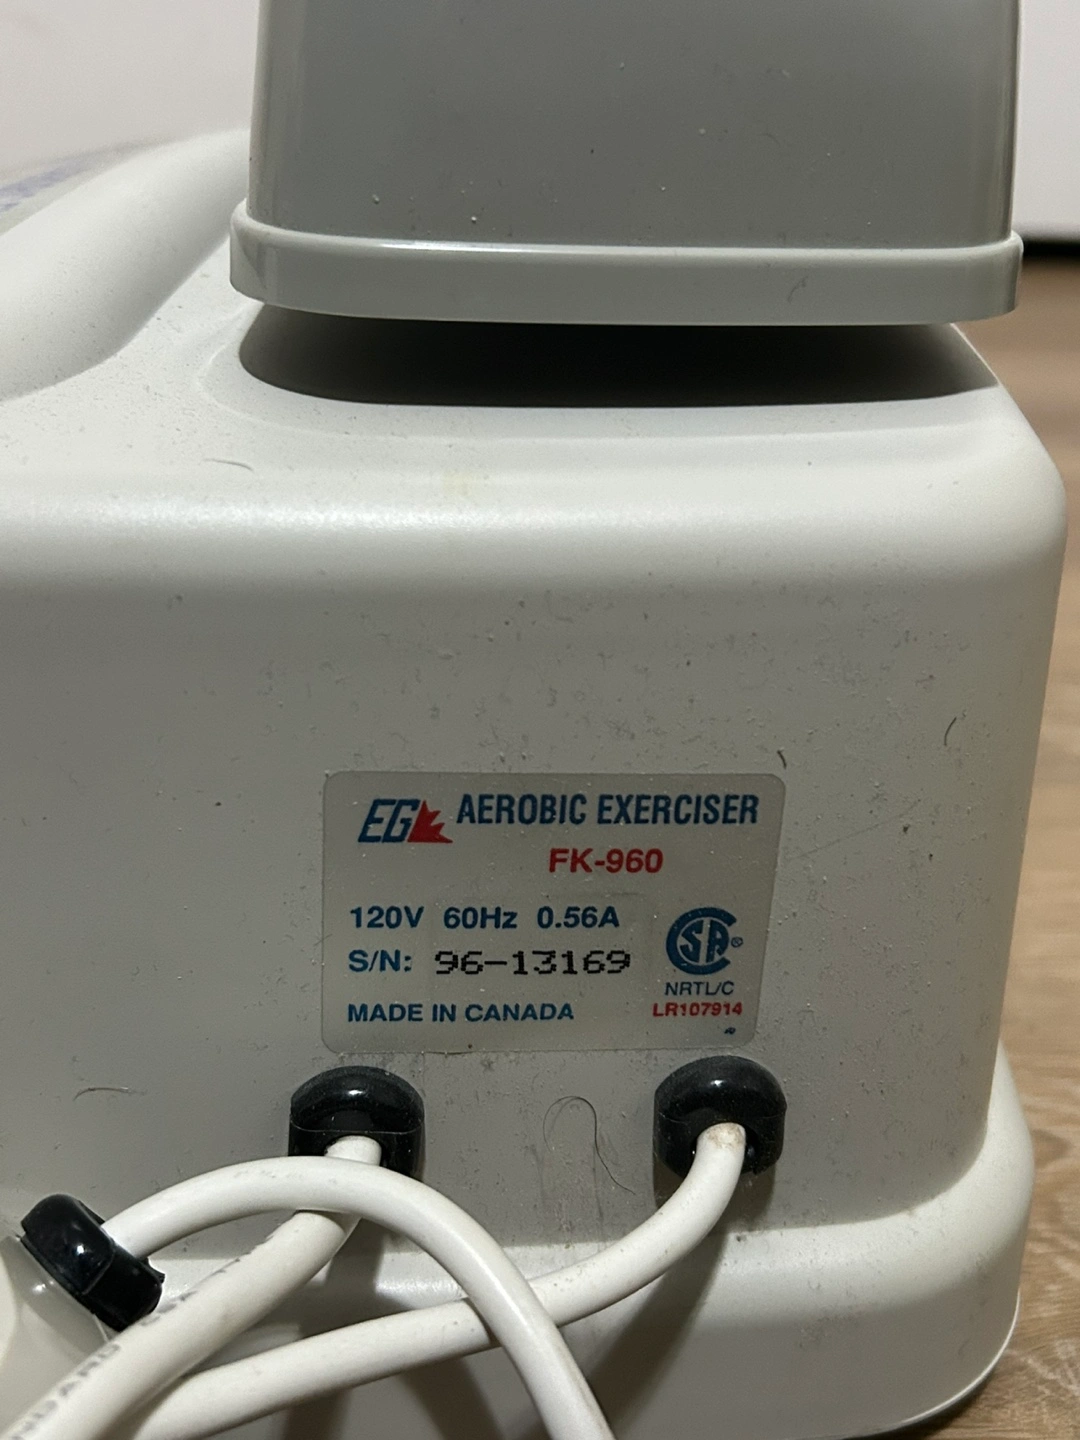 EG AEROBIC EXERCISER
FK-960
120V 60Hz 0.56A
S/N: 96-13169
MADE IN CANADA
SA ®
NRTL/C
LR107914